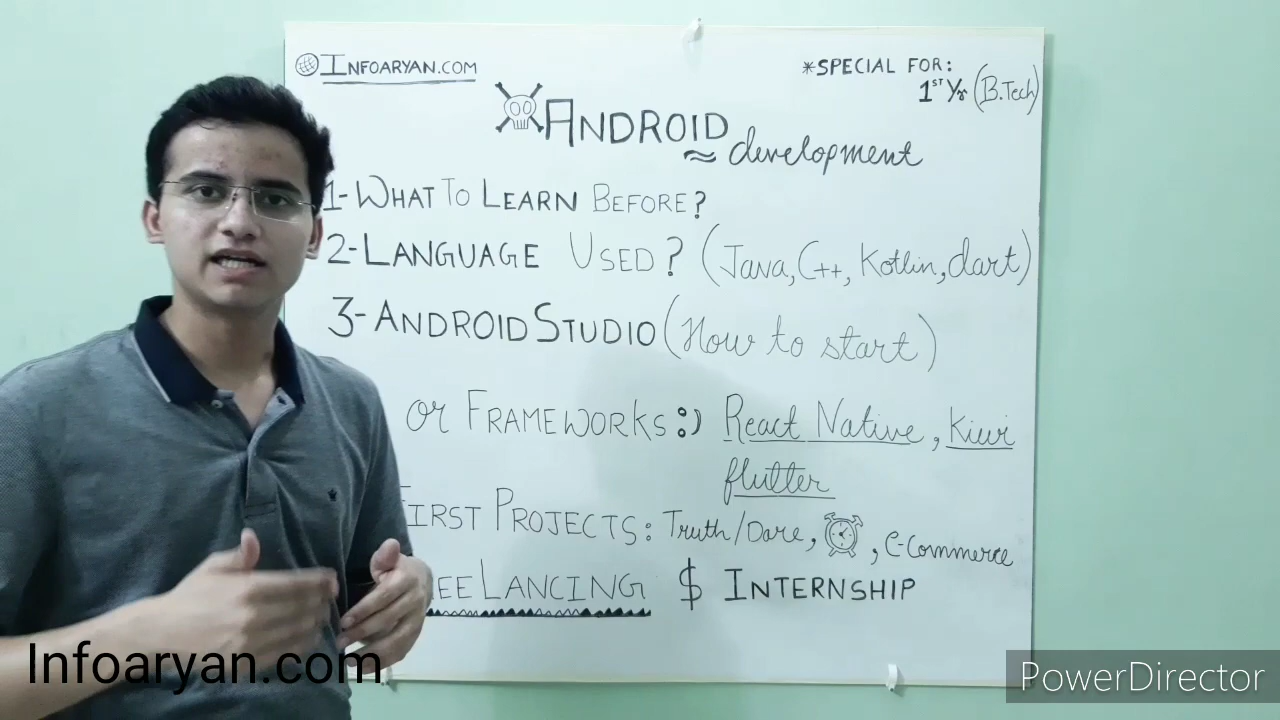 INFOARYAN.COM
*SPECIAL FOR:
1ST Yr (B.Tech)
ANDROID
development
1-WHAT TO LEARN BEFORE?
2-LANGUAGE USED? (Java, C++, Kotlin, dart)
3-ANDROID STUDIO (How to start)
or FRAMEWORKS:) React Native, Kiwi
flutter
FIRST PROJECTS: Truth/Dare, , e-Commerce
EELANCING $ INTERNSHIP
Infoaryan.com
PowerDirector